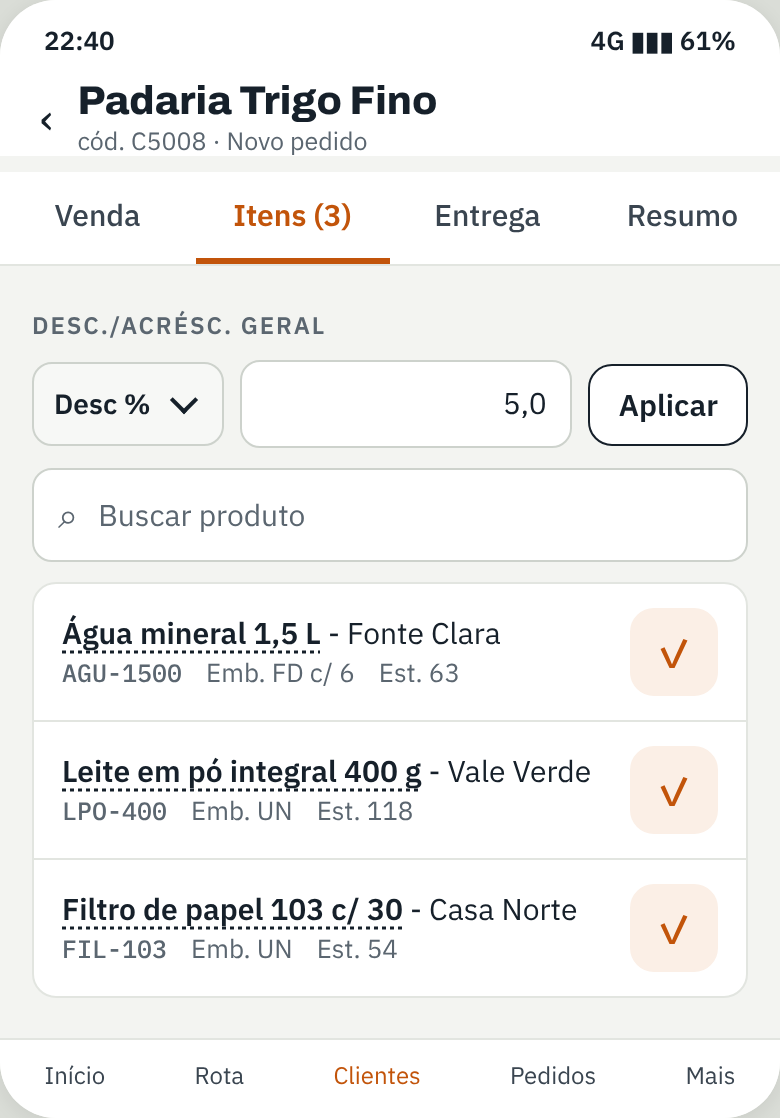 22:40 4G 61%
Padaria Trigo Fino
cód. C5008 · Novo pedido
Venda Itens (3) Entrega Resumo
DESC./ACRÉSC. GERAL
Desc % 5,0 Aplicar
Buscar produto
Água mineral 1,5 L - Fonte Clara
AGU-1500 Emb. FD c/ 6 Est. 63
Leite em pó integral 400 g - Vale Verde
LPO-400 Emb. UN Est. 118
Filtro de papel 103 c/ 30 - Casa Norte
FIL-103 Emb. UN Est. 54
Início Rota Clientes Pedidos Mais